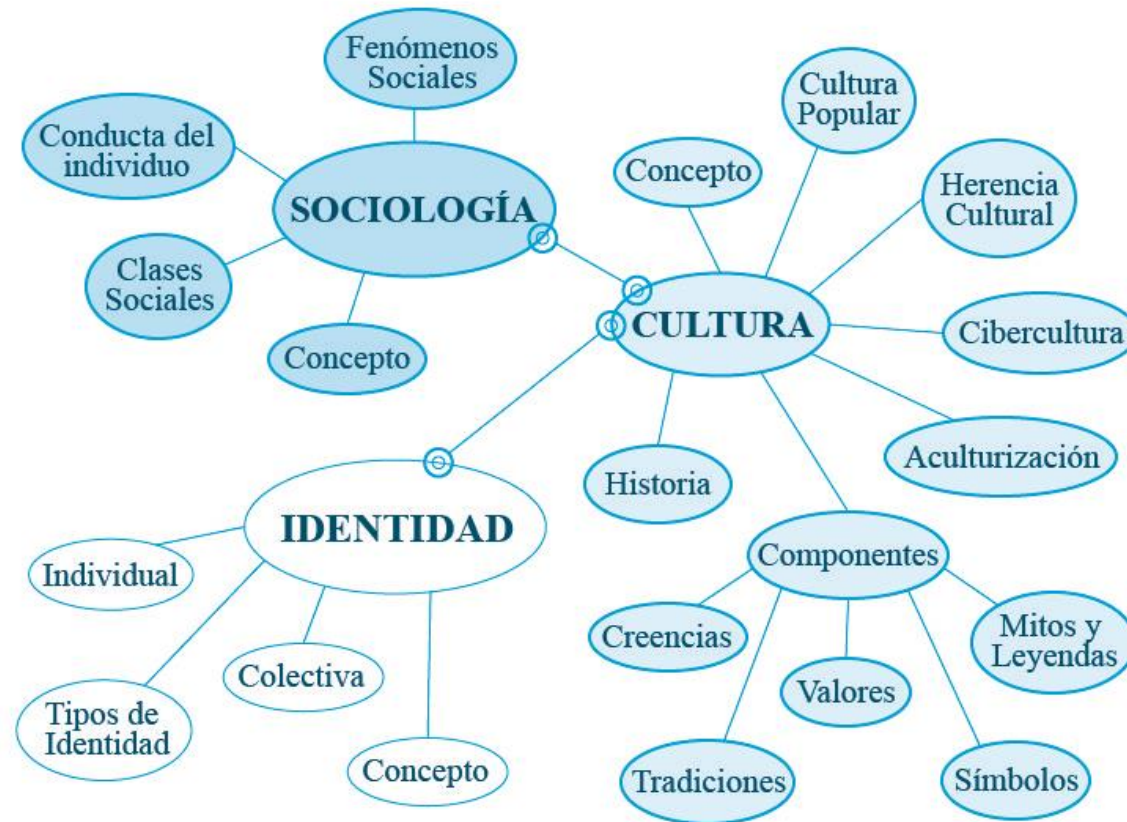 Fenómenos
Sociales
Conducta del
individuo
SOCIOLOGÍA
Clases
Sociales
Concepto
Concepto
Cultura
Popular
Herencia
Cultural
CULTURA
Cibercultura
Aculturización
Historia
IDENTIDAD
Individual
Colectiva
Tipos de
Identidad
Concepto
Componentes
Creencias
Mitos y
Leyendas
Valores
Tradiciones
Símbolos